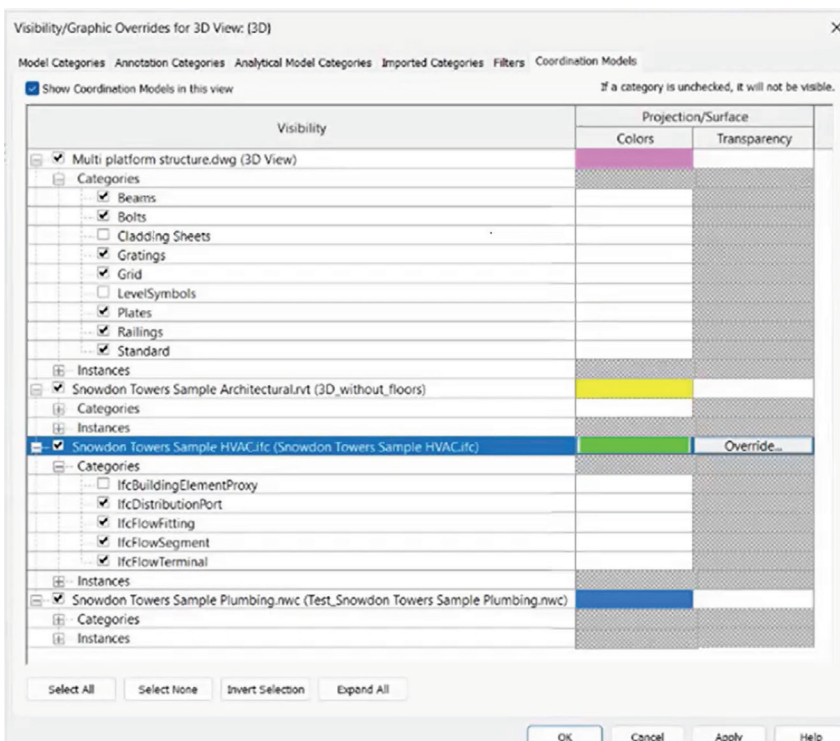 Visibility/Graphic Overrides for 3D View: {3D}
Model Categories Annotation Categories Analytical Model Categories Imported Categories Filters Coordination Models
Show Coordination Models in this view If a category is unchecked, it will not be visible.
Visibility Projection/Surface
Colors Transparency
Multi platform structure.dwg (3D View)
Categories
Beams
Bolts
Cladding Sheets
Gratings
Grid
LevelSymbols
Plates
Railings
Standard
Instances
Snowdon Towers Sample Architectural.rvt (3D_without_floors)
Categories
Instances
Snowdon Towers Sample HVAC.ifc (Snowdon Towers Sample HVAC.ifc) Override...
Categories
IfcBuildingElementProxy
IfcDistributionPort
IfcFlowFitting
IfcFlowSegment
IfcFlowTerminal
Instances
Snowdon Towers Sample Plumbing.nwc (Test_Snowdon Towers Sample Plumbing.nwc)
Categories
Instances
Select All Select None Invert Selection Expand All
OK Cancel Apply Help